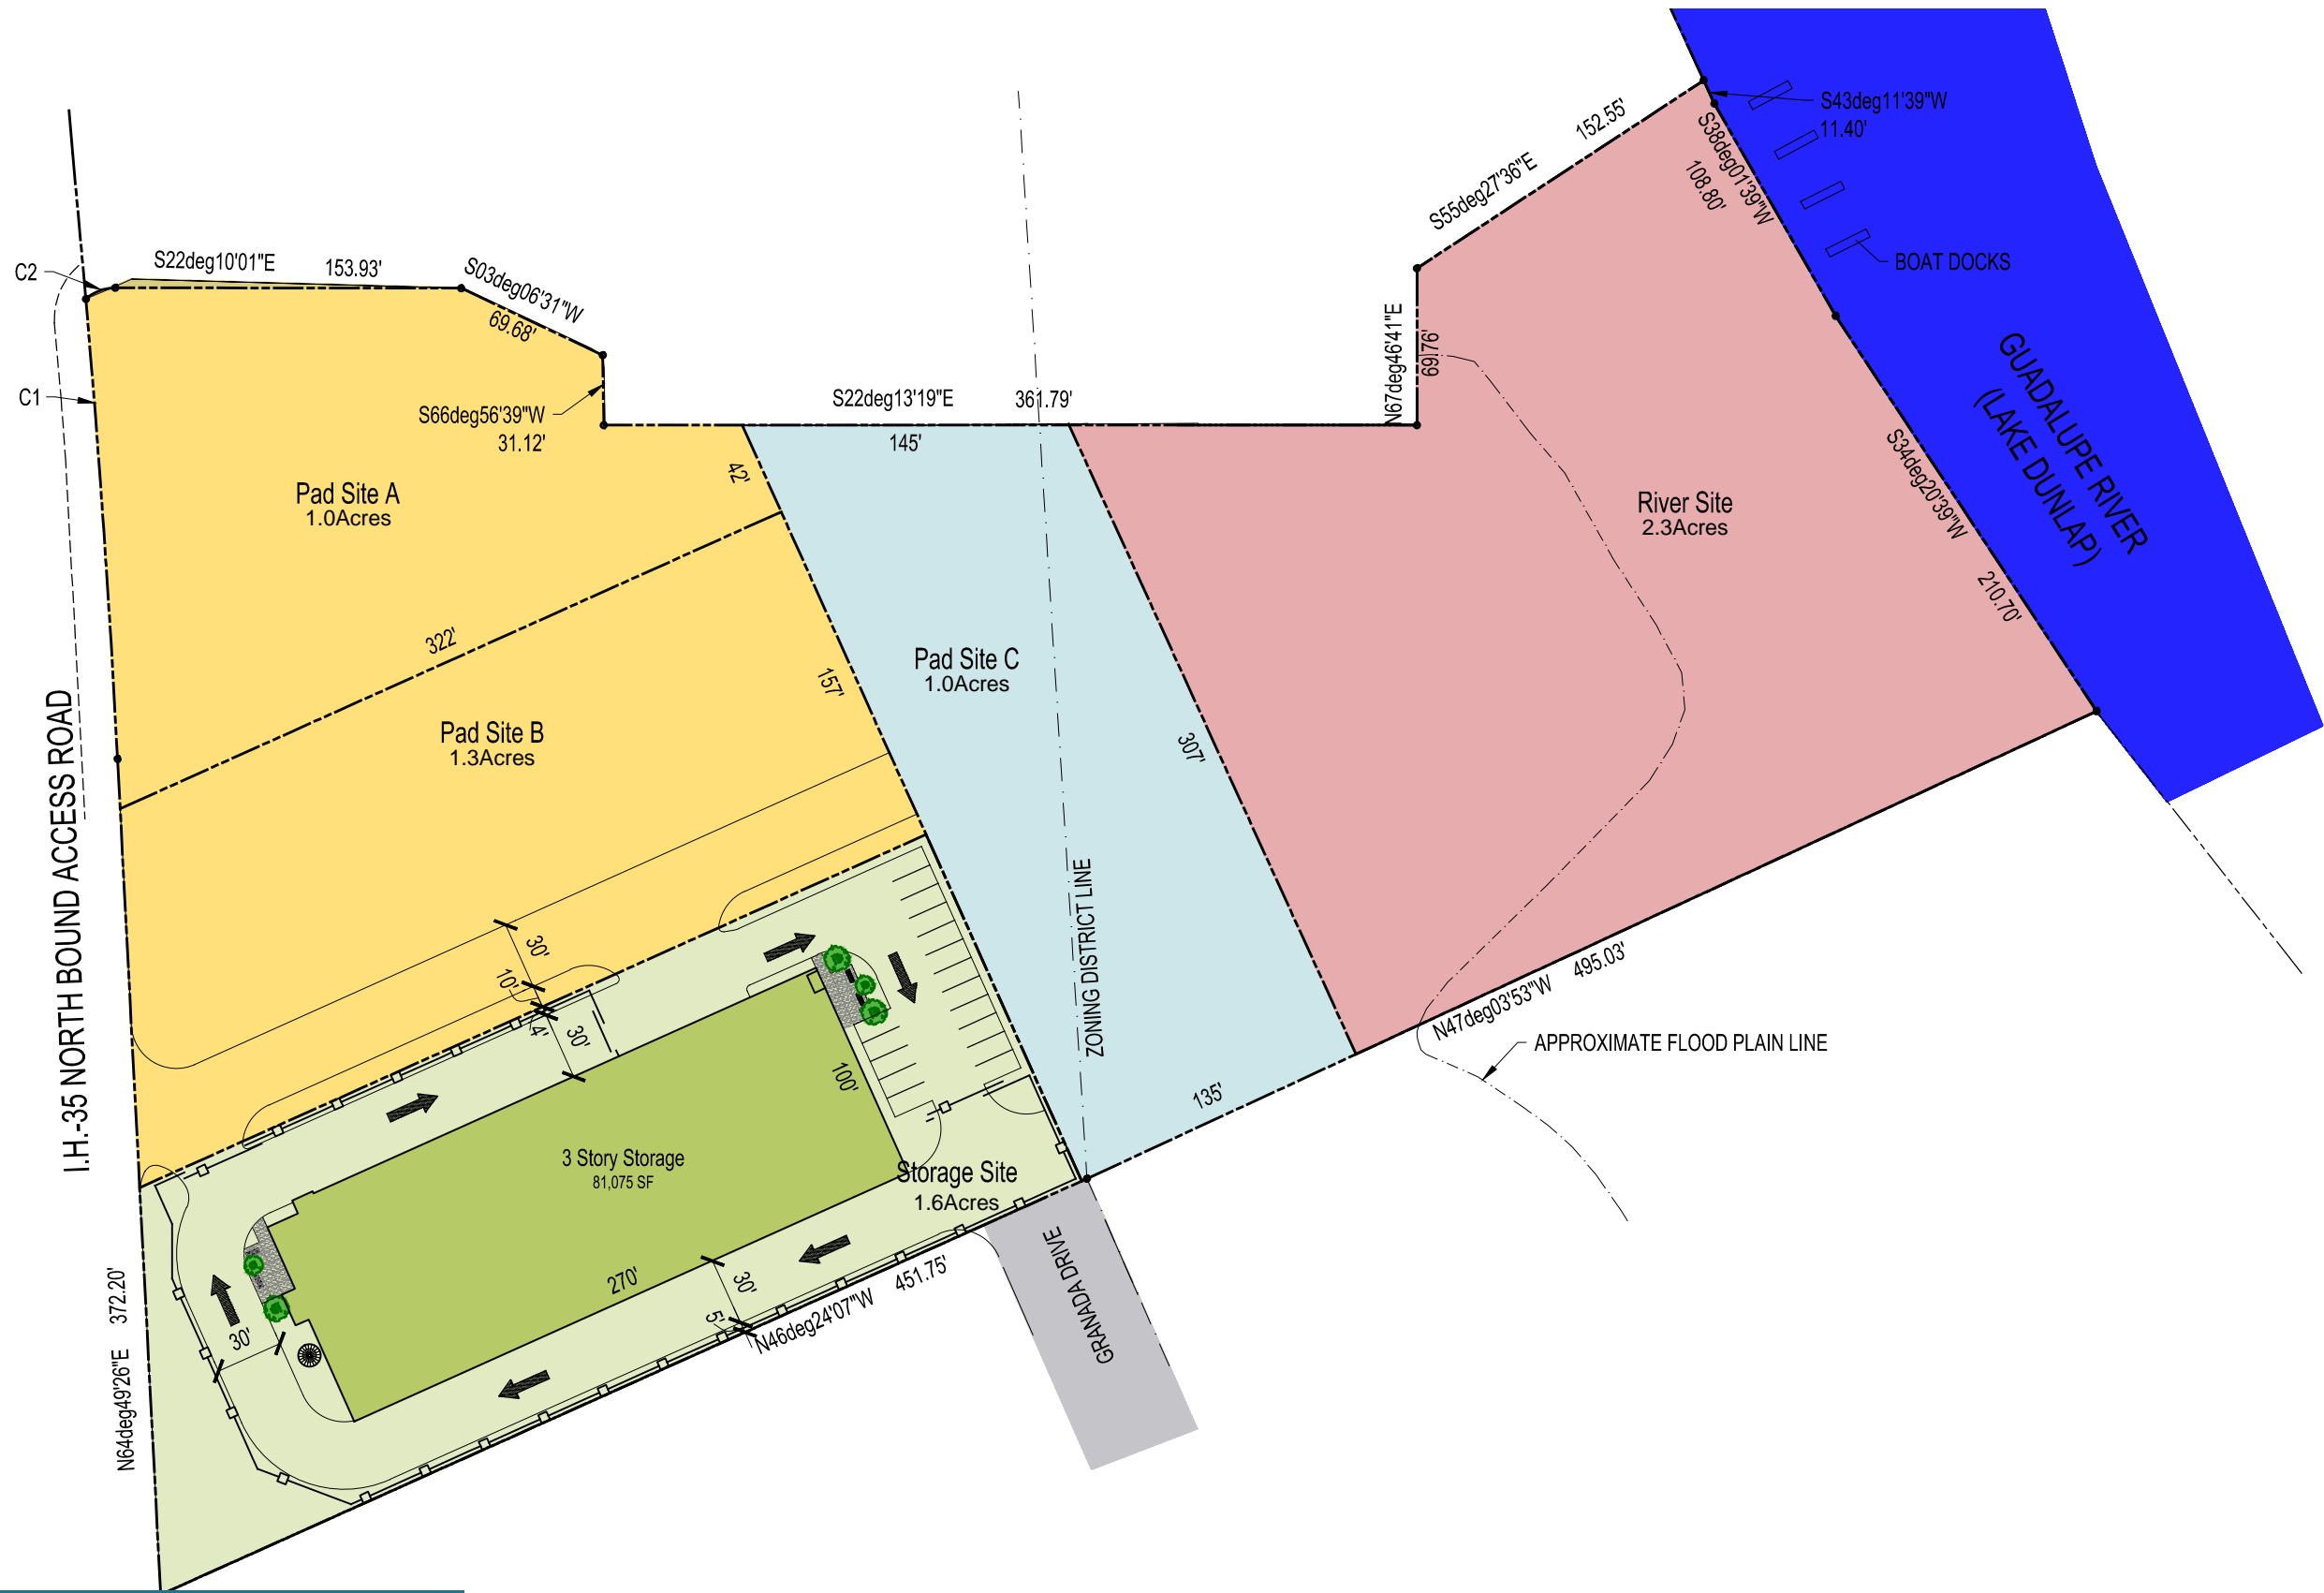 S43deg11'39"W
11.40'
152.55'
S38deg01'39"W
108.80'
S55deg27'36"E
BOAT DOCKS
C2
S22deg10'01"E 153.93'
S03deg06'31"W
69.68'
C1
S66deg56'39"W
31.12'
S22deg13'19"E 361.79'
145'
N67deg46'41"E
69.76'
GUADALUPE RIVER
(LAKE DUNLAP)
S34deg20'39"W
210.70'
42'
Pad Site A
1.0Acres
River Site
2.3Acres
322'
157'
Pad Site C
1.0Acres
307'
Pad Site B
1.3Acres
I.H.-35 NORTH BOUND ACCESS ROAD
ZONING DISTRICT LINE
30'
10'
4'
30'
100'
N47deg03'53"W 495.03'
APPROXIMATE FLOOD PLAIN LINE
135'
3 Story Storage
81,075 SF
Storage Site
1.6Acres
GRANADA DRIVE
270'
30'
5'
N46deg24'07"W 451.75'
30'
N64deg49'26"E 372.20'